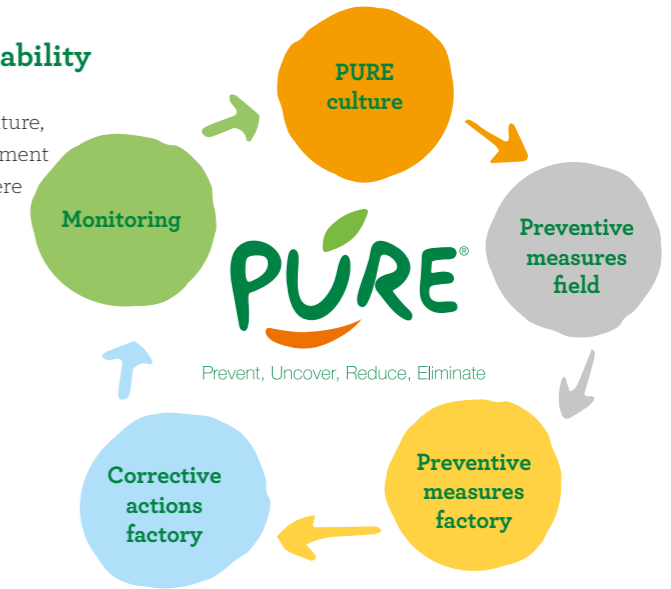 ability
ture,
ment
ere
PURE
culture
Preventive
measures
field
Preventive
measures
factory
Corrective
actions
factory
Monitoring
PURE®
Prevent, Uncover, Reduce, Eliminate